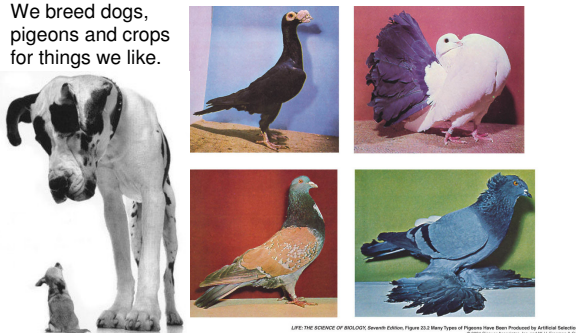 We breed dogs,
pigeons and crops
for things we like.
LIFE: THE SCIENCE OF BIOLOGY, Seventh Edition, Figure 23.2 Many Types of Pigeons Have Been Produced by Artificial Selection